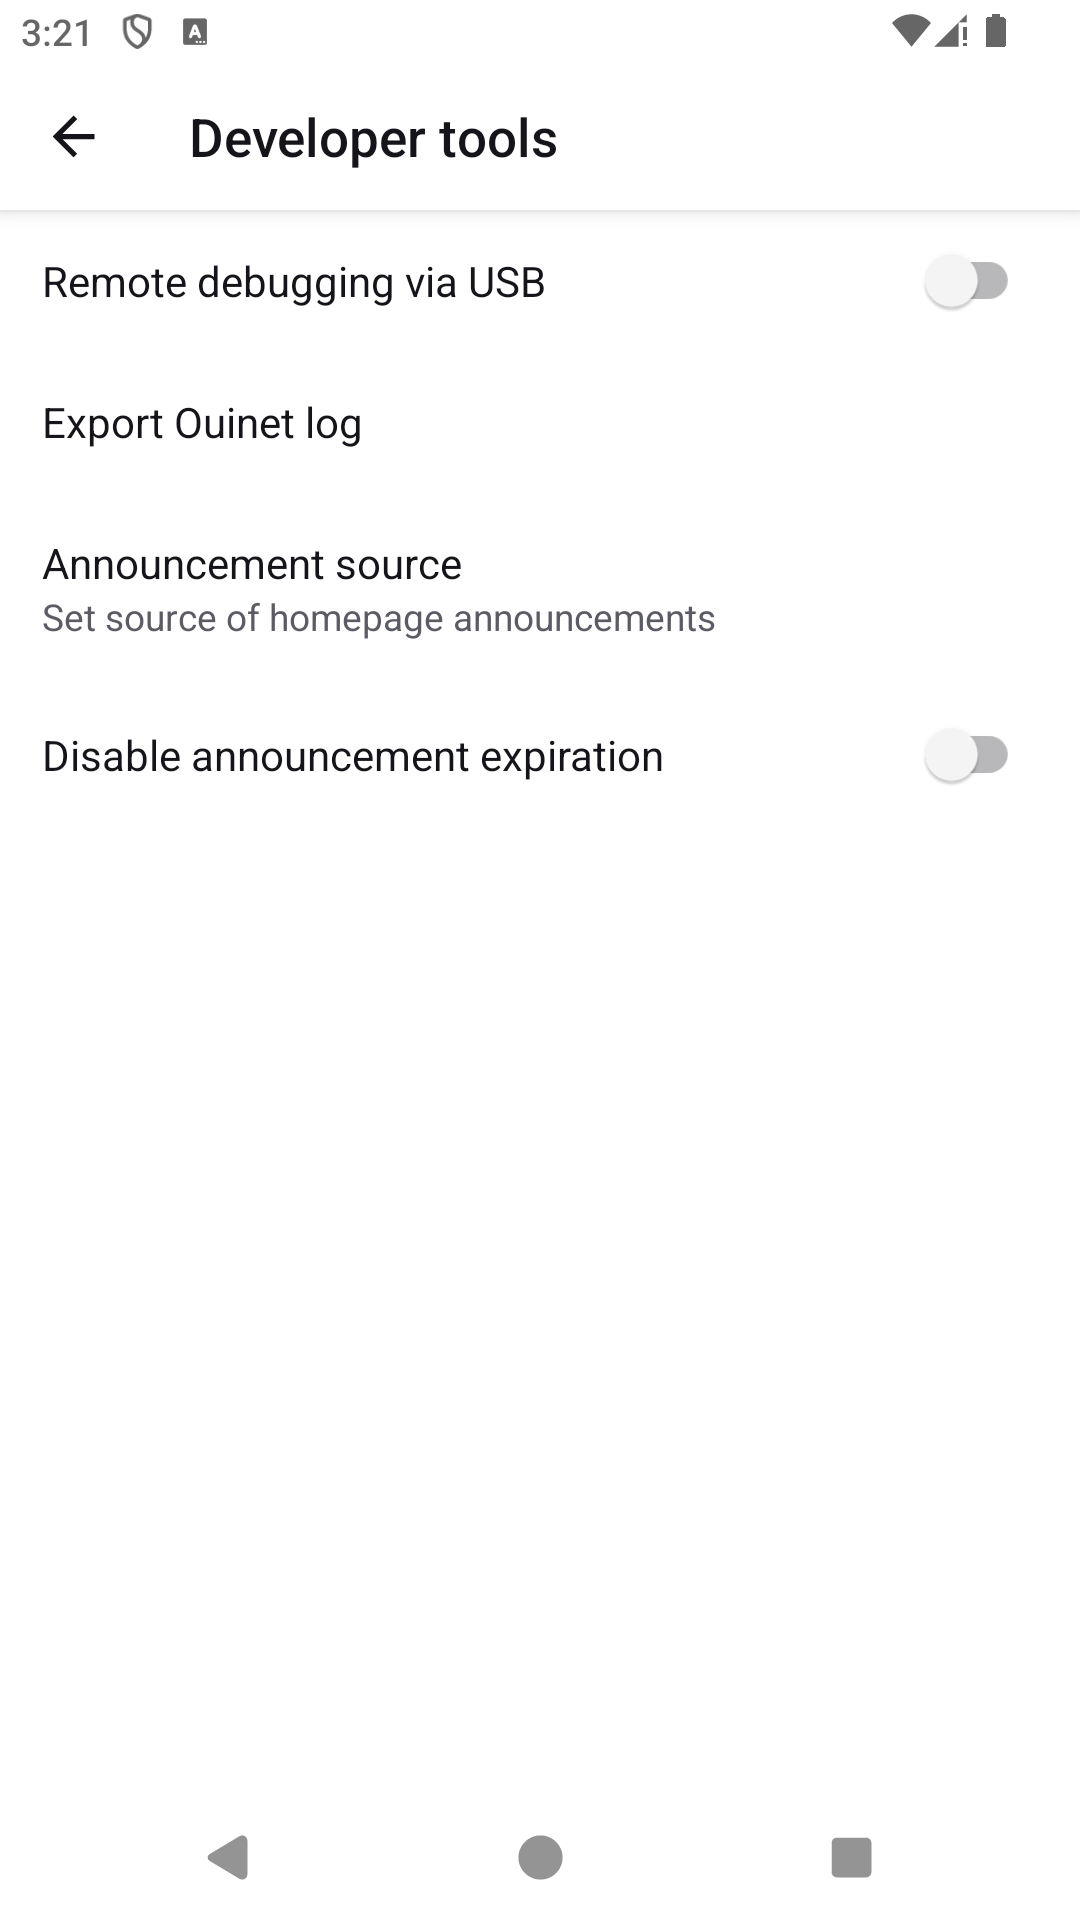 3:21
Developer tools
Remote debugging via USB
Export Ouinet log
Announcement source
Set source of homepage announcements
Disable announcement expiration